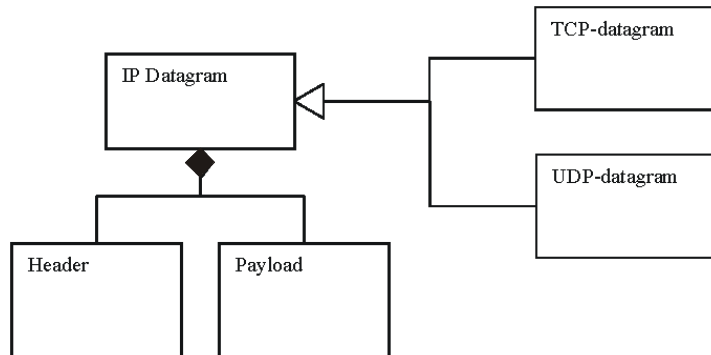 TCP-datagram
IP Datagram
UDP-datagram
Header
Payload